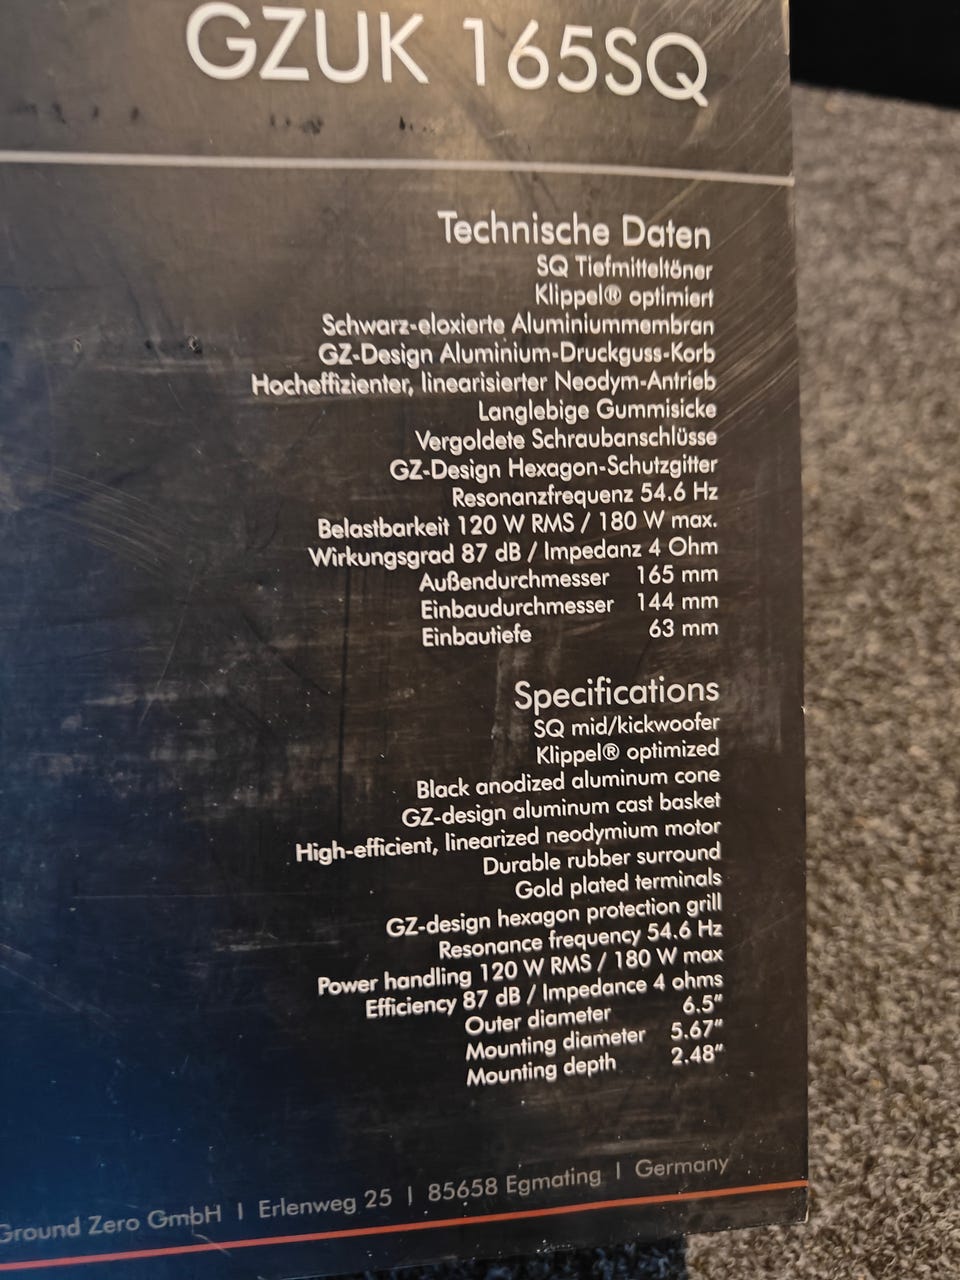 GZUK 165SQ
Technische Daten
SQ Tiefmitteltöner
Klippel® optimiert
Schwarz-eloxierte Aluminiummembran
GZ-Design Aluminium-Druckguss-Korb
Hocheffizienter, linearisierter Neodym-Antrieb
Langlebige Gummisicke
Vergoldete Schraubanschlüsse
GZ-Design Hexagon-Schutzgitter
Resonanzfrequenz 54.6 Hz
Belastbarkeit 120 W RMS / 180 W max.
Wirkungsgrad 87 dB / Impedanz 4 Ohm
Außendurchmesser 165 mm
Einbaudurchmesser 144 mm
Einbautiefe 63 mm
Specifications
SQ mid/kickwoofer
Klippel® optimized
Black anodized aluminum cone
GZ-design aluminum cast basket
High-efficient, linearized neodymium motor
Durable rubber surround
Gold plated terminals
GZ-design hexagon protection grill
Resonance frequency 54.6 Hz
Power handling 120 W RMS / 180 W max
Efficiency 87 dB / Impedance 4 ohms
Outer diameter 6.5"
Mounting diameter 5.67"
Mounting depth 2.48"
Ground Zero GmbH | Erlenweg 25 | 85658 Egmating | Germany